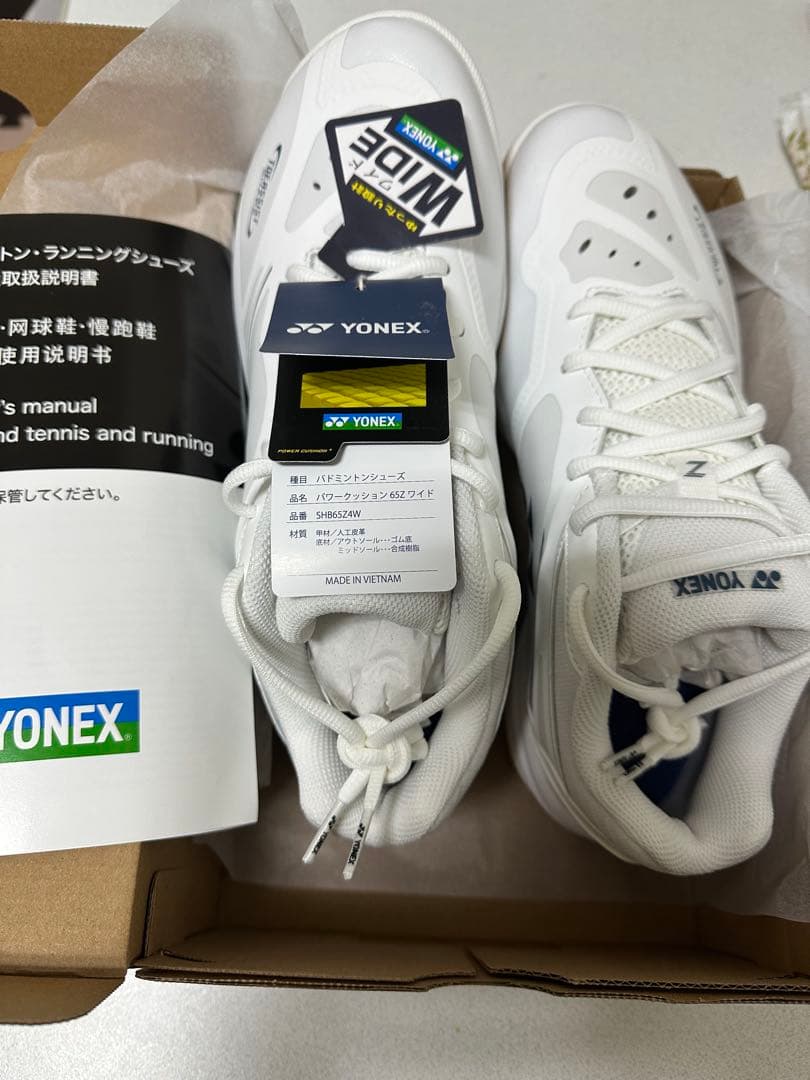 トン・ランニングシューズ
取扱説明書
・网球鞋・慢跑鞋
使用说明书
's manual
nd tennis and running
保管してください。
YONEX®
YONEX
WIDE
ワイド
ゆったり設計
YONEX®
YONEX
POWER CUSHION+
種目 バドミントンシューズ
品名 パワークッション 65Z ワイド
品番 SHB65Z4W
材質 甲材／人工皮革
底材／アウトソール・・・ゴム底
ミッドソール・・・合成樹脂
MADE IN VIETNAM
Z
YONEX